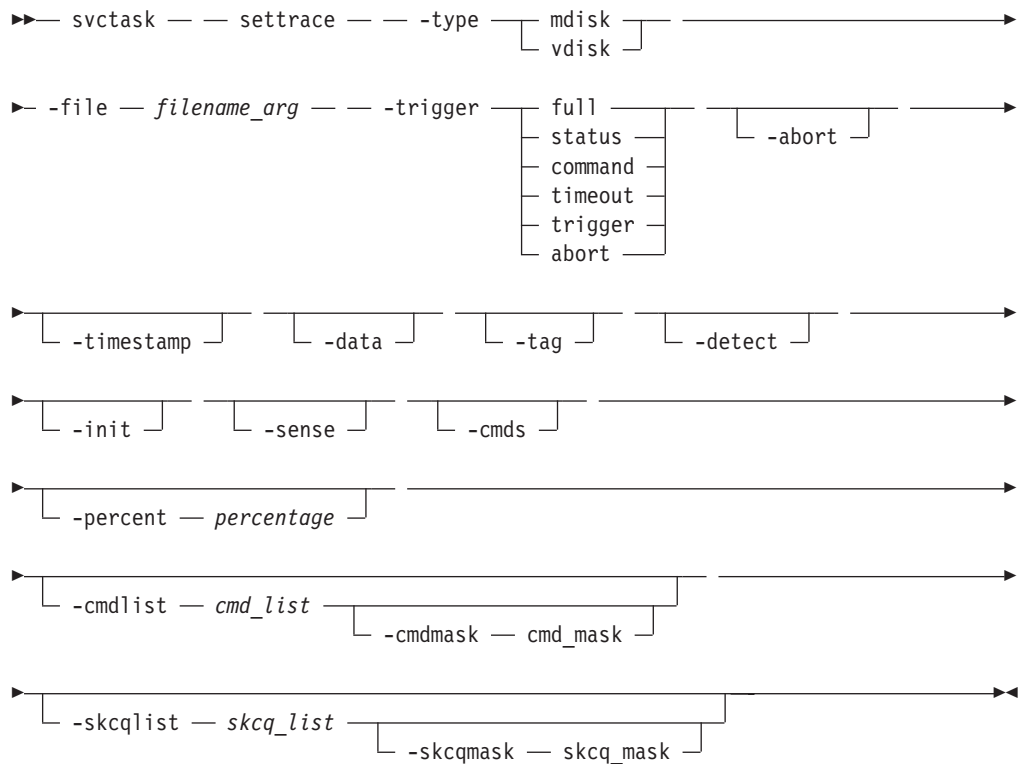 svctask settrace -type mdisk
vdisk
-file filename_arg -trigger full
status
command
timeout
trigger
abort
-abort
-timestamp -data -tag -detect
-init -sense -cmds
-percent percentage
-cmdlist cmd_list
-cmdmask cmd_mask
-skcqlist skcq_list
-skcqmask skcq_mask